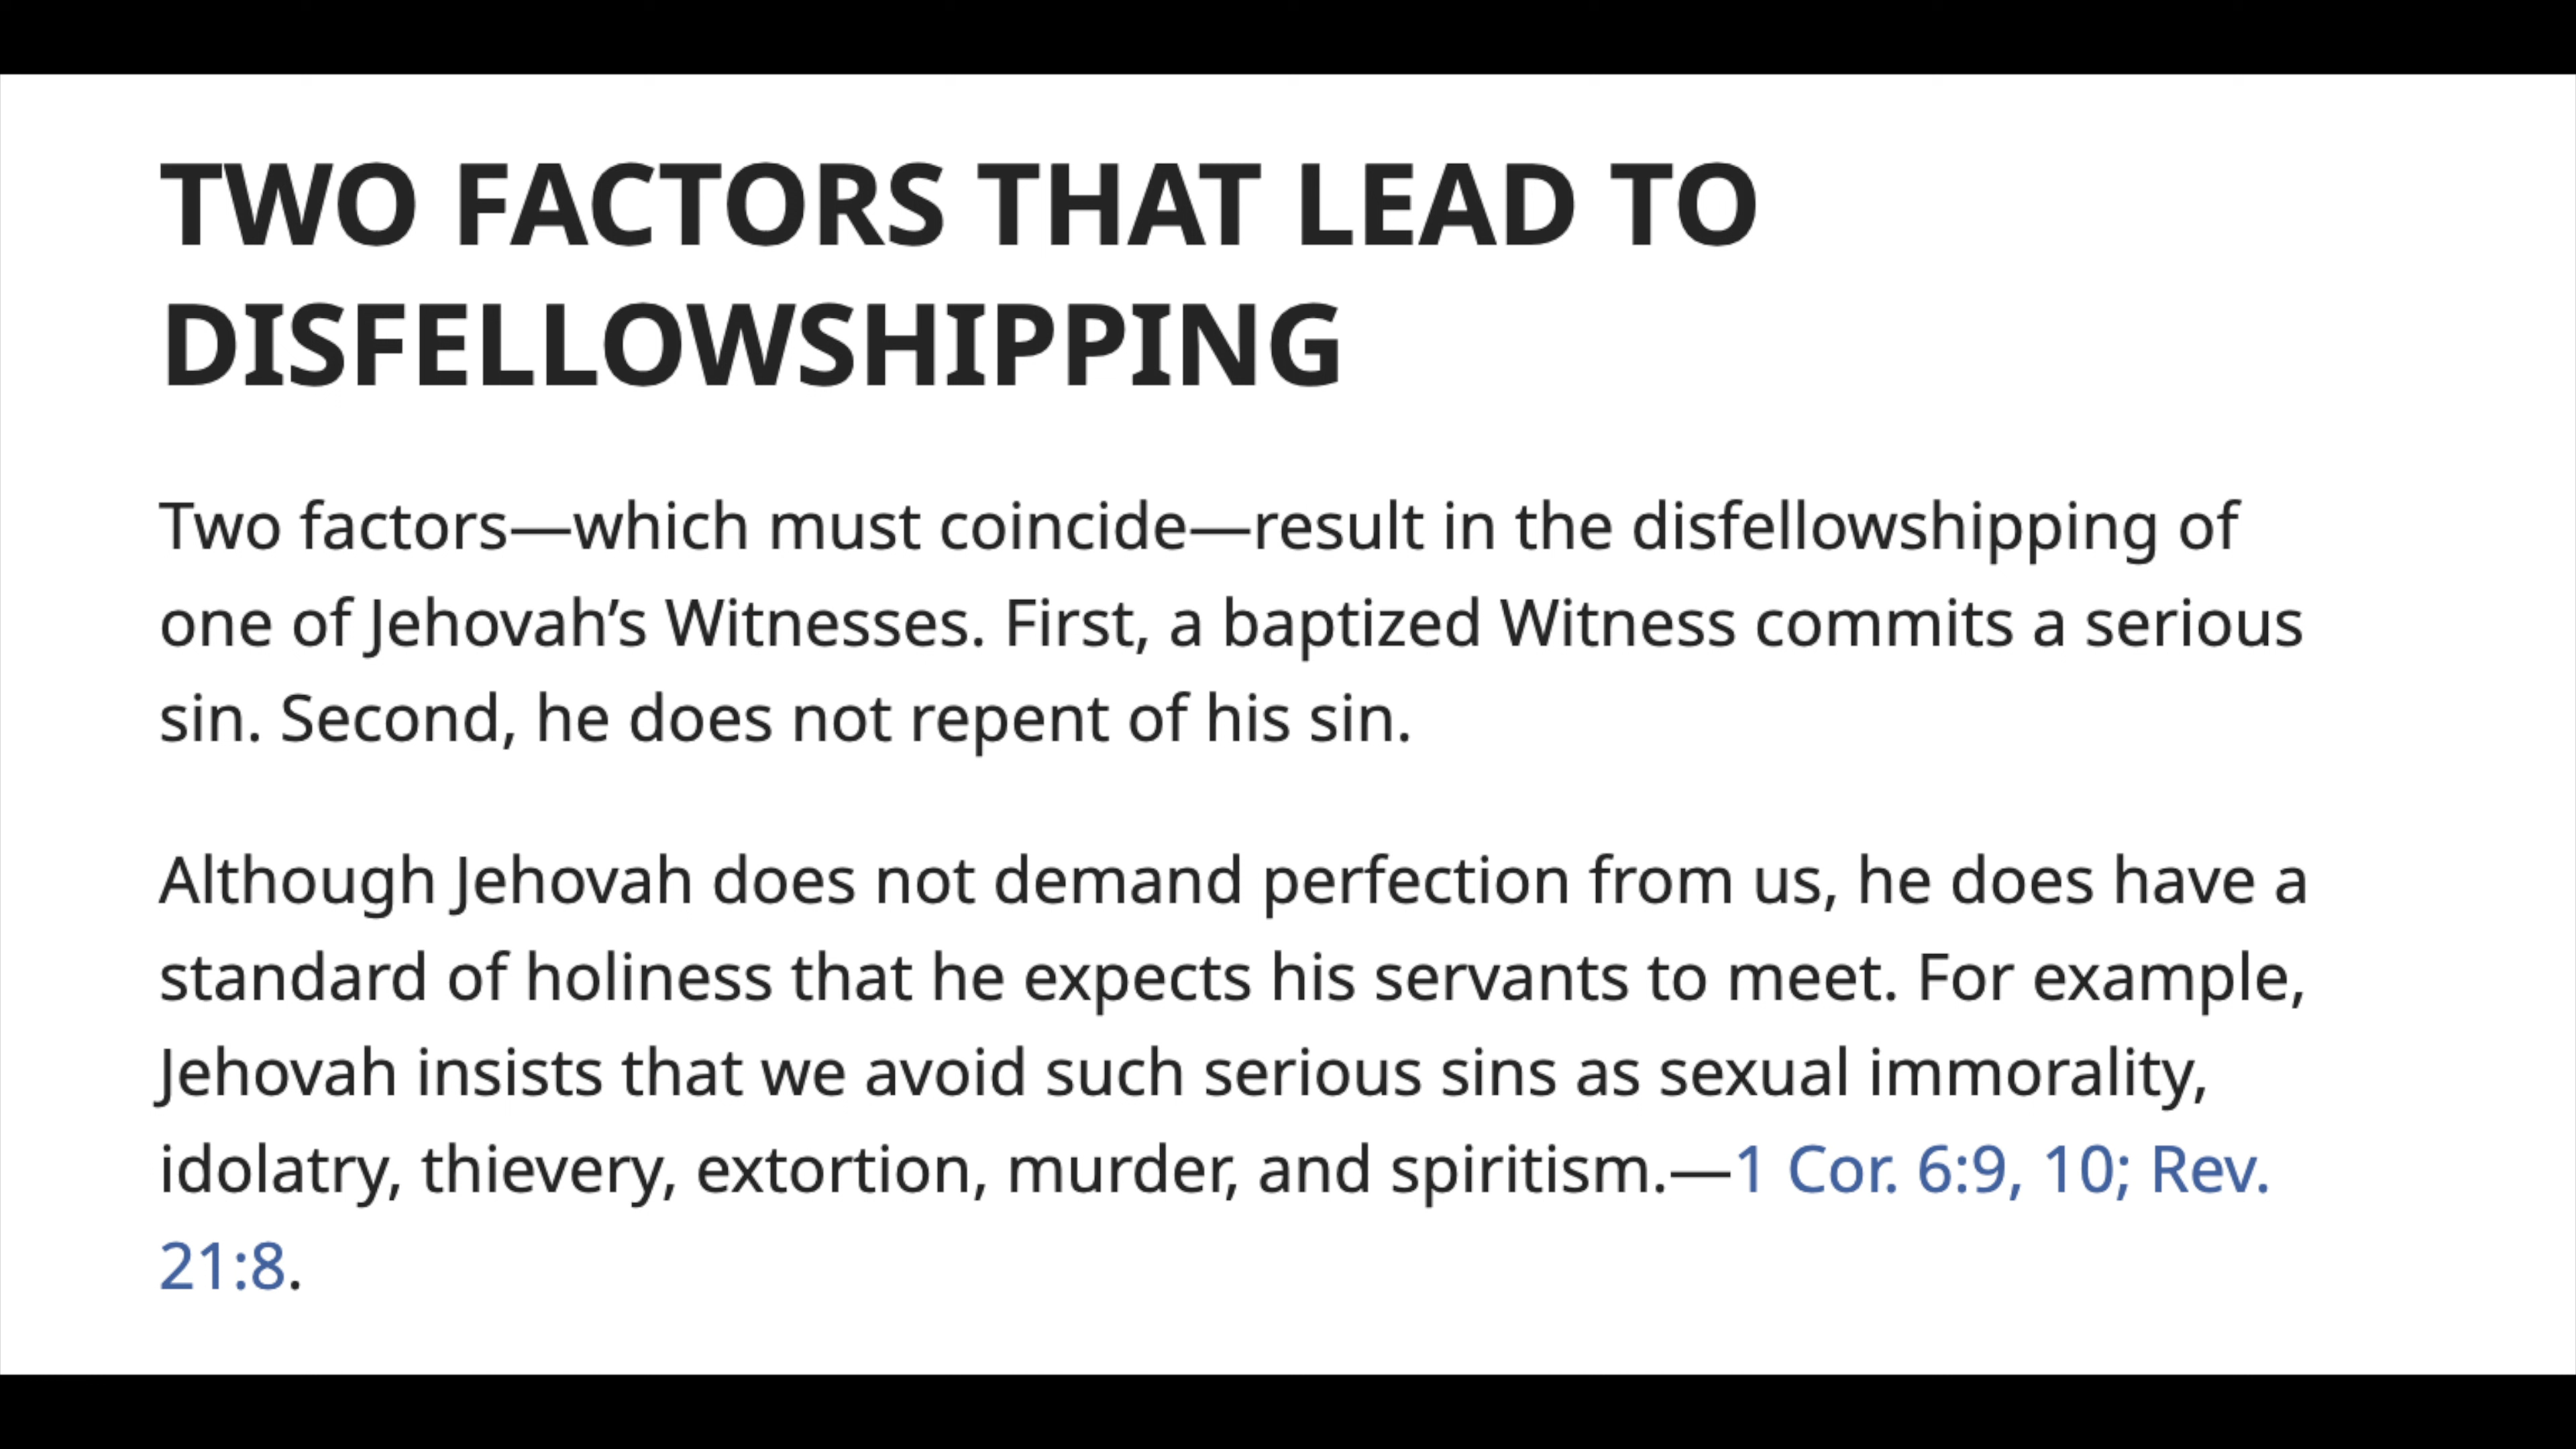 TWO FACTORS THAT LEAD TO
DISFELLOWSHIPPING
Two factors—which must coincide—result in the disfellowshipping of
one of Jehovah’s Witnesses. First, a baptized Witness commits a serious
sin. Second, he does not repent of his sin.
Although Jehovah does not demand perfection from us, he does have a
standard of holiness that he expects his servants to meet. For example,
Jehovah insists that we avoid such serious sins as sexual immorality,
idolatry, thievery, extortion, murder, and spiritism.—1 Cor. 6:9, 10; Rev.
21:8.